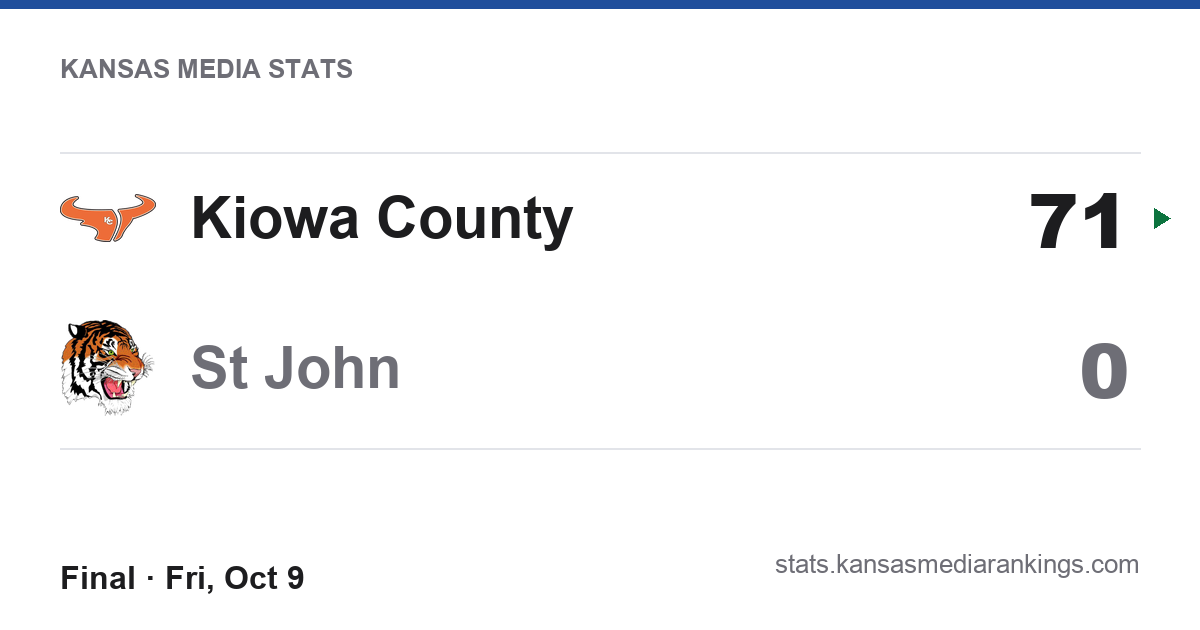 KANSAS MEDIA STATS
Kiowa County 71
St John 0
Final · Fri, Oct 9
stats.kansasmediarankings.com